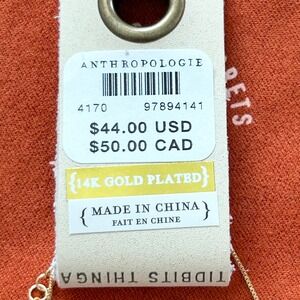 ANTHROPOLOGIE
4170 97894141
$44.00 USD
$50.00 CAD
{14K GOLD PLATED}
{ MADE IN CHINA }
FAIT EN CHINE
TIDBITS THINGA